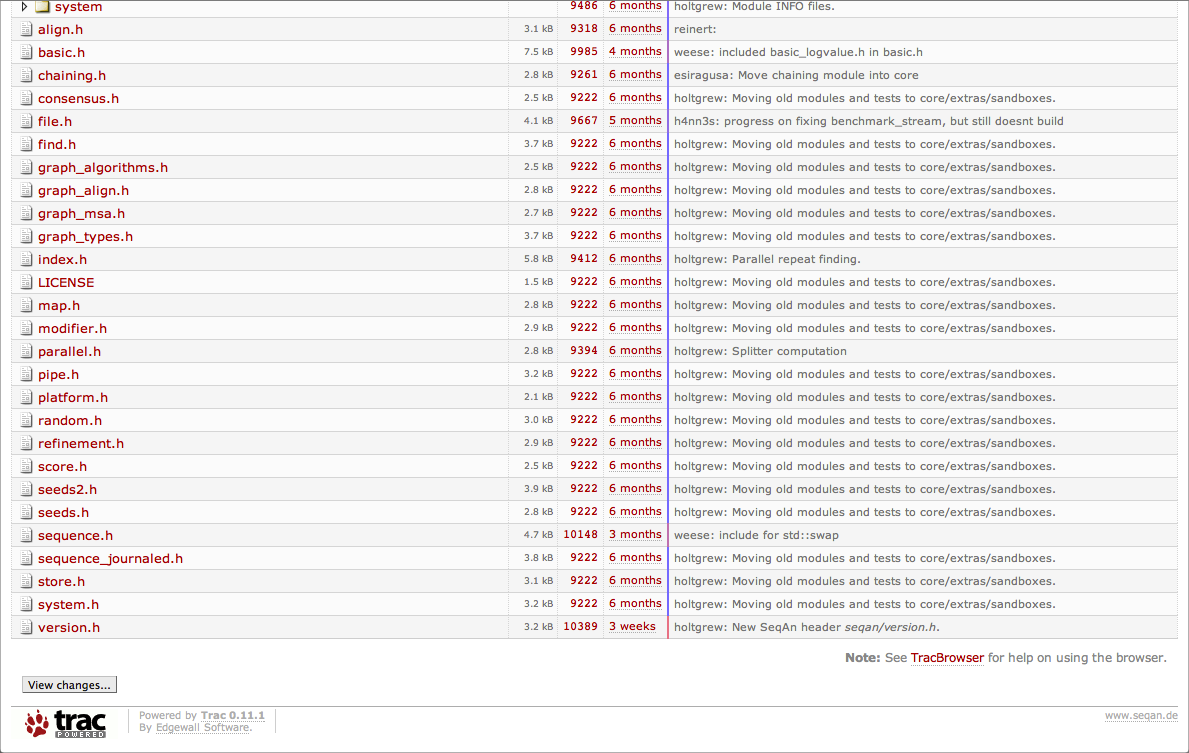 system 9486 6 months holtgrew: Module INFO files.
align.h 3.1 kB 9318 6 months reinert:
basic.h 7.5 kB 9985 4 months weese: included basic_logvalue.h in basic.h
chaining.h 2.8 kB 9261 6 months esiragusa: Move chaining module into core
consensus.h 2.5 kB 9222 6 months holtgrew: Moving old modules and tests to core/extras/sandboxes.
file.h 4.1 kB 9667 5 months h4nn3s: progress on fixing benchmark_stream, but still doesnt build
find.h 3.7 kB 9222 6 months holtgrew: Moving old modules and tests to core/extras/sandboxes.
graph_algorithms.h 2.5 kB 9222 6 months holtgrew: Moving old modules and tests to core/extras/sandboxes.
graph_align.h 2.8 kB 9222 6 months holtgrew: Moving old modules and tests to core/extras/sandboxes.
graph_msa.h 2.7 kB 9222 6 months holtgrew: Moving old modules and tests to core/extras/sandboxes.
graph_types.h 3.7 kB 9222 6 months holtgrew: Moving old modules and tests to core/extras/sandboxes.
index.h 5.8 kB 9412 6 months holtgrew: Parallel repeat finding.
LICENSE 1.5 kB 9222 6 months holtgrew: Moving old modules and tests to core/extras/sandboxes.
map.h 2.8 kB 9222 6 months holtgrew: Moving old modules and tests to core/extras/sandboxes.
modifier.h 2.9 kB 9222 6 months holtgrew: Moving old modules and tests to core/extras/sandboxes.
parallel.h 2.8 kB 9394 6 months holtgrew: Splitter computation
pipe.h 3.2 kB 9222 6 months holtgrew: Moving old modules and tests to core/extras/sandboxes.
platform.h 2.1 kB 9222 6 months holtgrew: Moving old modules and tests to core/extras/sandboxes.
random.h 3.0 kB 9222 6 months holtgrew: Moving old modules and tests to core/extras/sandboxes.
refinement.h 2.9 kB 9222 6 months holtgrew: Moving old modules and tests to core/extras/sandboxes.
score.h 2.5 kB 9222 6 months holtgrew: Moving old modules and tests to core/extras/sandboxes.
seeds2.h 3.9 kB 9222 6 months holtgrew: Moving old modules and tests to core/extras/sandboxes.
seeds.h 2.8 kB 9222 6 months holtgrew: Moving old modules and tests to core/extras/sandboxes.
sequence.h 4.7 kB 10148 3 months weese: include for std::swap
sequence_journaled.h 3.8 kB 9222 6 months holtgrew: Moving old modules and tests to core/extras/sandboxes.
store.h 3.1 kB 9222 6 months holtgrew: Moving old modules and tests to core/extras/sandboxes.
system.h 3.2 kB 9222 6 months holtgrew: Moving old modules and tests to core/extras/sandboxes.
version.h 3.2 kB 10389 3 weeks holtgrew: New SeqAn header seqan/version.h.
Note: See TracBrowser for help on using the browser.
View changes...
trac POWERED
Powered by Trac 0.11.1
By Edgewall Software.
www.seqan.de